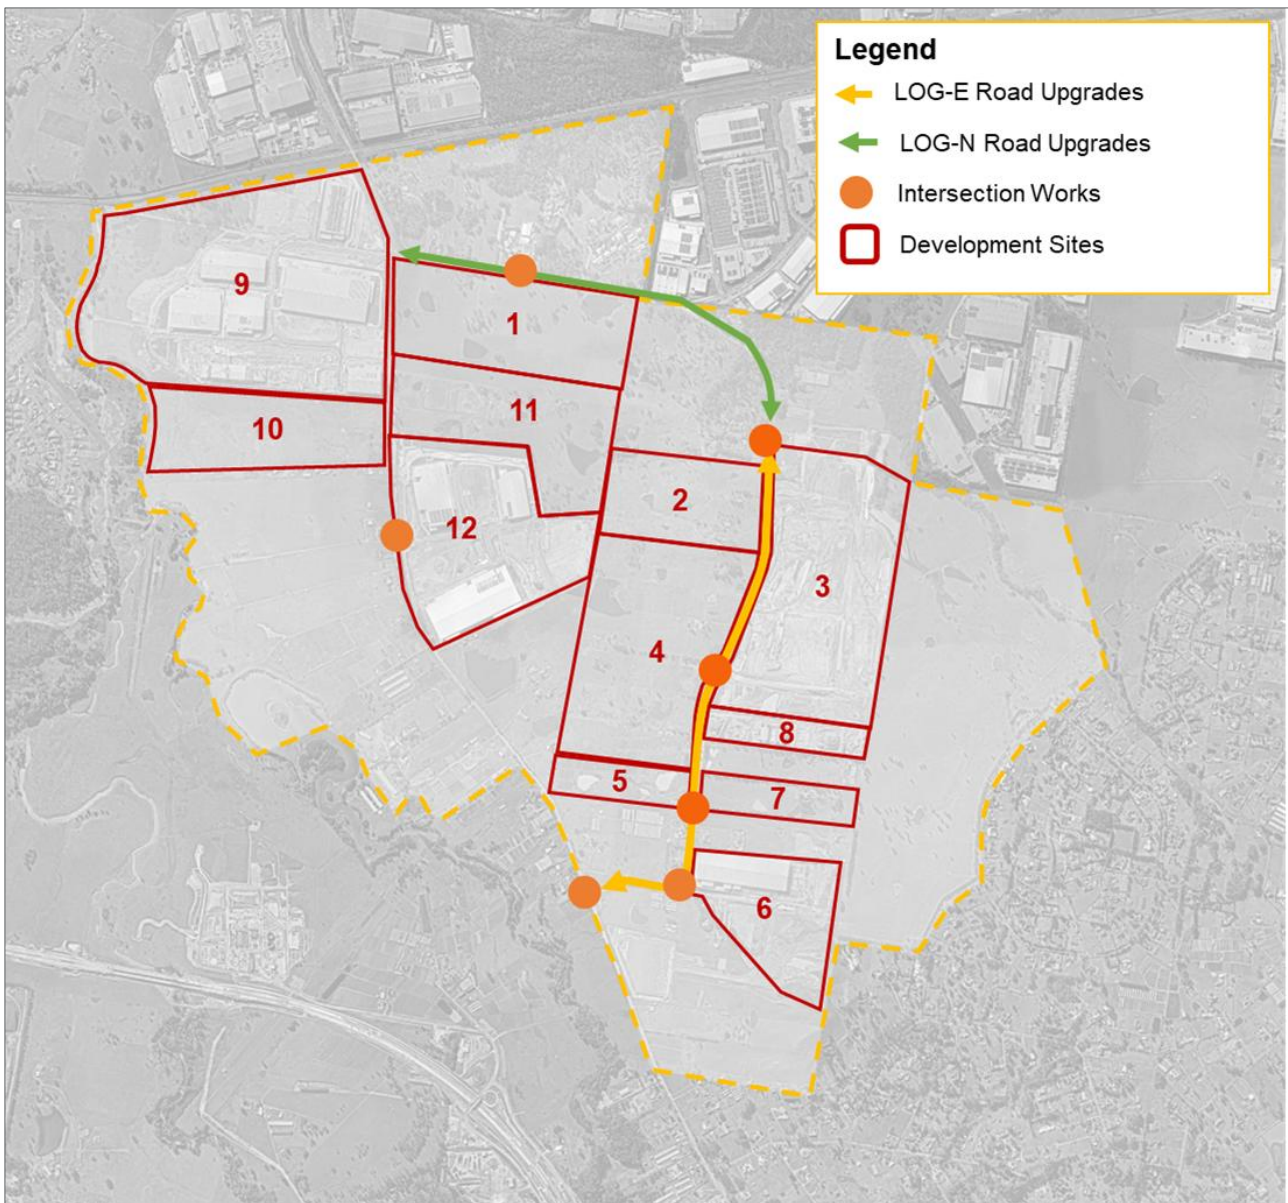 Legend
LOG-E Road Upgrades
LOG-N Road Upgrades
Intersection Works
Development Sites
9
1
11
10
2
12
3
4
8
5
7
6